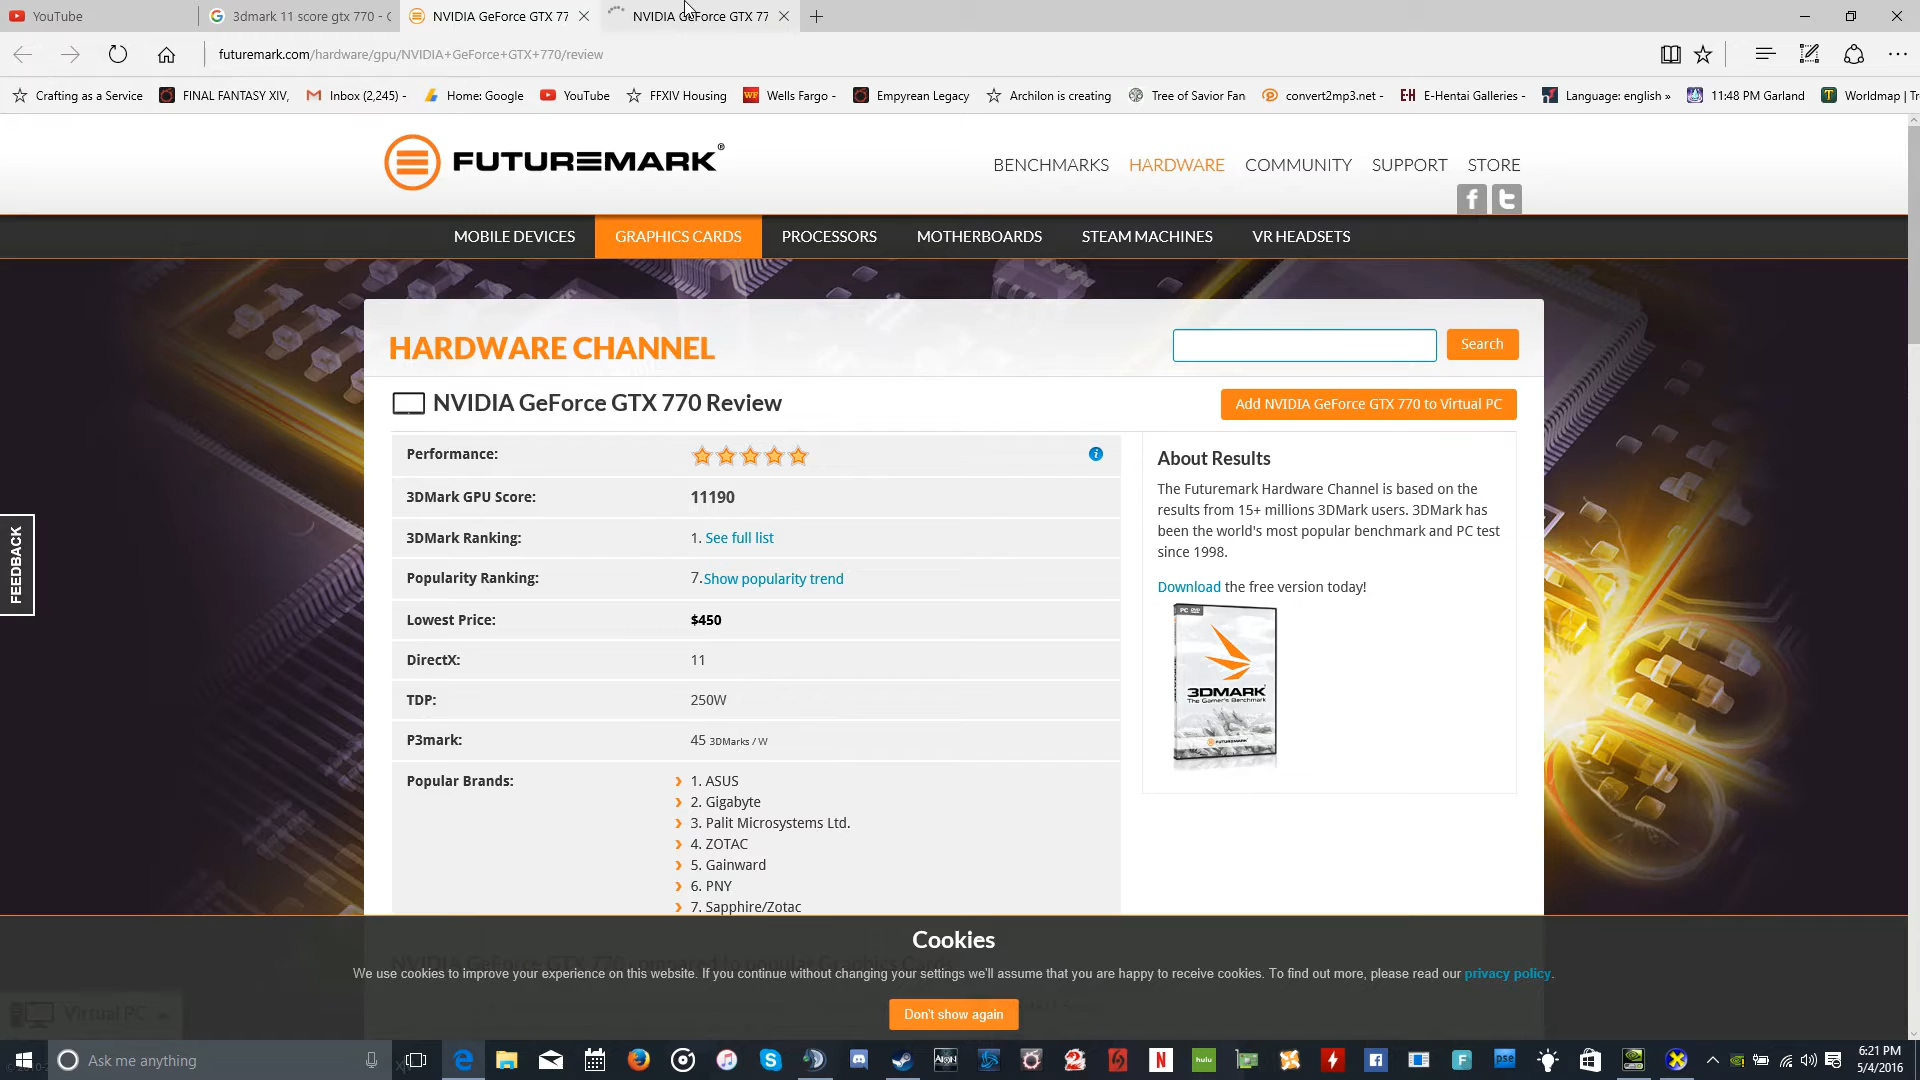 YouTube
3dmark 11 score gtx 770 - G
NVIDIA GeForce GTX 77
NVIDIA GeForce GTX 77
futuremark.com/hardware/gpu/NVIDIA+GeForce+GTX+770/review
Crafting as a Service
FINAL FANTASY XIV,
Inbox (2,245) -
Home: Google
YouTube
FFXIV Housing
Wells Fargo -
Empyrean Legacy
Archilon is creating
Tree of Savior Fan
convert2mp3.net -
E-Hentai Galleries -
Language: english »
11:48 PM Garland
Worldmap | Tr
FUTUREMARK®
BENCHMARKS HARDWARE COMMUNITY SUPPORT STORE
MOBILE DEVICES GRAPHICS CARDS PROCESSORS MOTHERBOARDS STEAM MACHINES VR HEADSETS
HARDWARE CHANNEL
Search
NVIDIA GeForce GTX 770 Review
Add NVIDIA GeForce GTX 770 to Virtual PC
Performance:
3DMark GPU Score: 11190
3DMark Ranking: 1. See full list
Popularity Ranking: 7.Show popularity trend
Lowest Price: $450
DirectX: 11
TDP: 250W
P3mark: 45 3DMarks / W
Popular Brands:
1. ASUS
2. Gigabyte
3. Palit Microsystems Ltd.
4. ZOTAC
5. Gainward
6. PNY
7. Sapphire/Zotac
About Results
The Futuremark Hardware Channel is based on the
results from 15+ millions 3DMark users. 3DMark has
been the world's most popular benchmark and PC test
since 1998.
Download the free version today!
PC DVD
3DMARK
The Gamer's Benchmark
FUTUREMARK
FEEDBACK
Cookies
We use cookies to improve your experience on this website. If you continue without changing your settings we'll assume that you are happy to receive cookies. To find out more, please read our privacy policy.
Don't show again
Virtual PC
Ask me anything
6:21 PM
5/4/2016